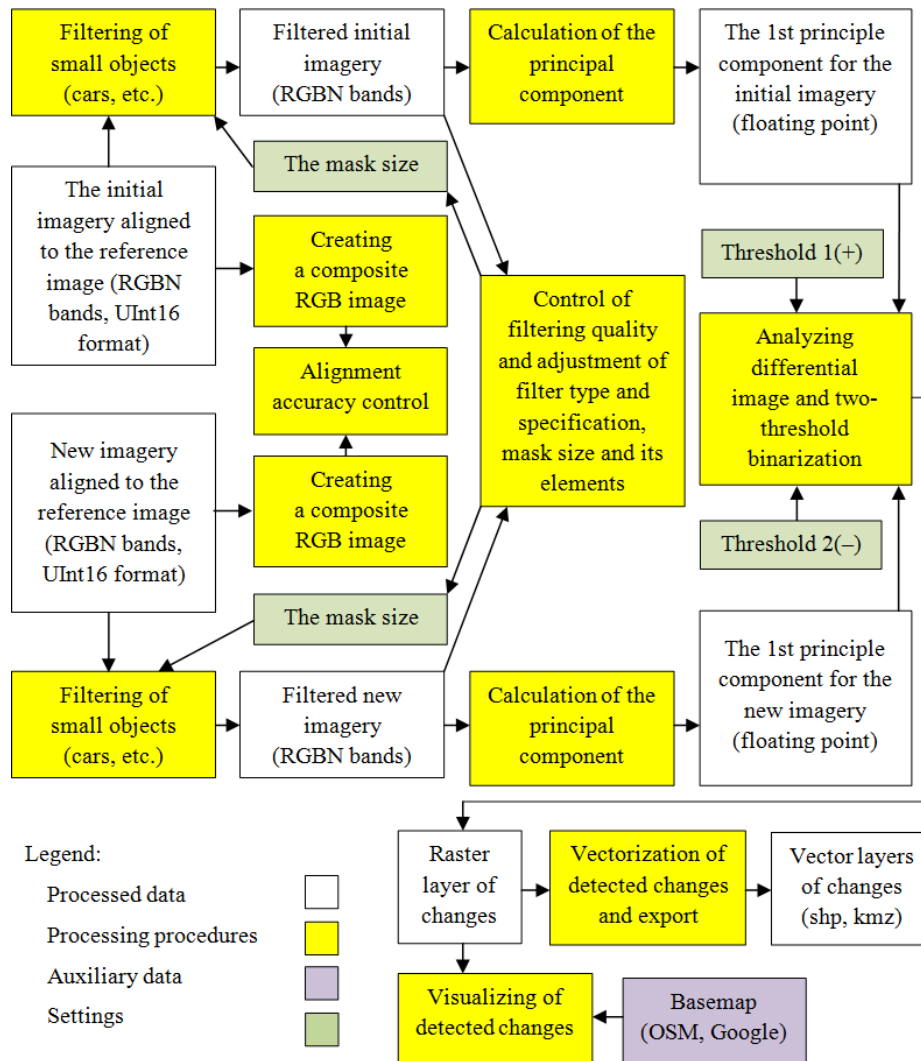 Filtering of
small objects
(cars, etc.)
Filtered initial
imagery
(RGBN bands)
Calculation of the
principal
component
The 1st principle
component for the
initial imagery
(floating point)
The mask size
The initial
imagery aligned
to the reference
image (RGBN
bands, UInt16
format)
Creating
a composite
RGB image
Threshold 1(+)
Control of
filtering quality
and adjustment of
filter type and
specification,
mask size and its
elements
Analyzing
differential
image and two-
threshold
binarization
Alignment
accuracy control
New imagery
aligned to the
reference image
(RGBN bands,
UInt16 format)
Creating
a composite
RGB image
Threshold 2(–)
The mask size
Filtering of
small objects
(cars, etc.)
Filtered new
imagery
(RGBN bands)
Calculation of the
principal
component
The 1st principle
component for the
new imagery
(floating point)
Raster
layer of
changes
Vectorization of
detected changes
and export
Vector layers
of changes
(shp, kmz)
Visualizing of
detected changes
Basemap
(OSM, Google)
Legend:
Processed data
Processing procedures
Auxiliary data
Settings